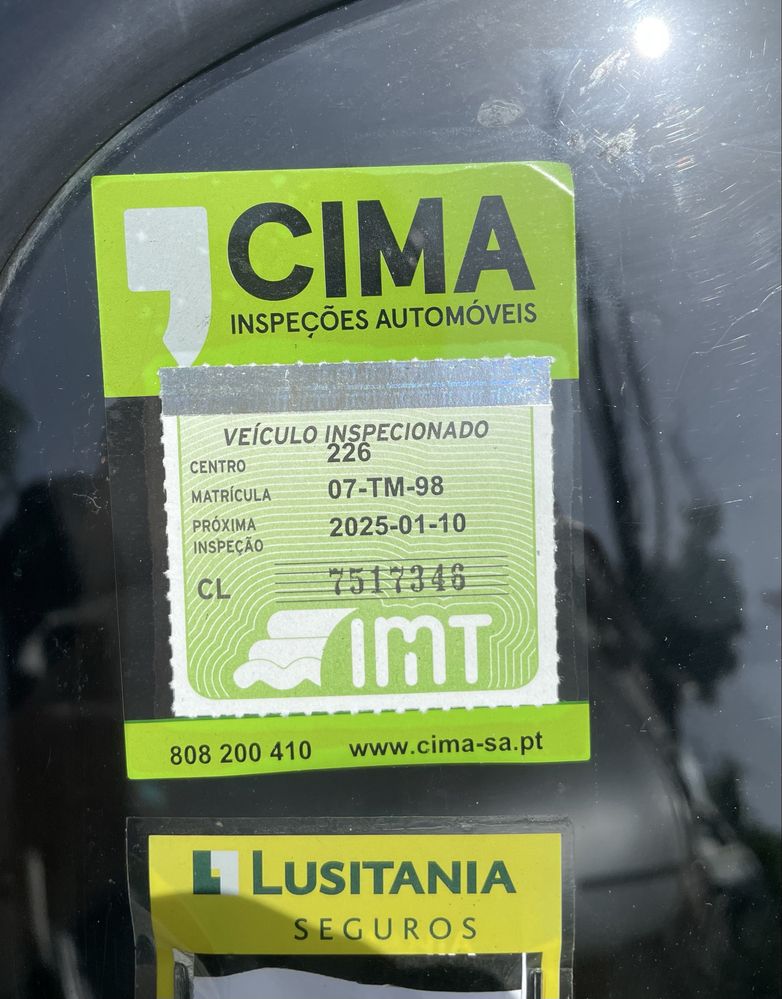 CIMA
INSPEÇÕES AUTOMÓVEIS
VEÍCULO INSPECIONADO
CENTRO 226
MATRÍCULA 07-TM-98
PRÓXIMA INSPEÇÃO 2025-01-10
CL 7517346
IMT
808 200 410 www.cima-sa.pt
LUSITANIA
SEGUROS